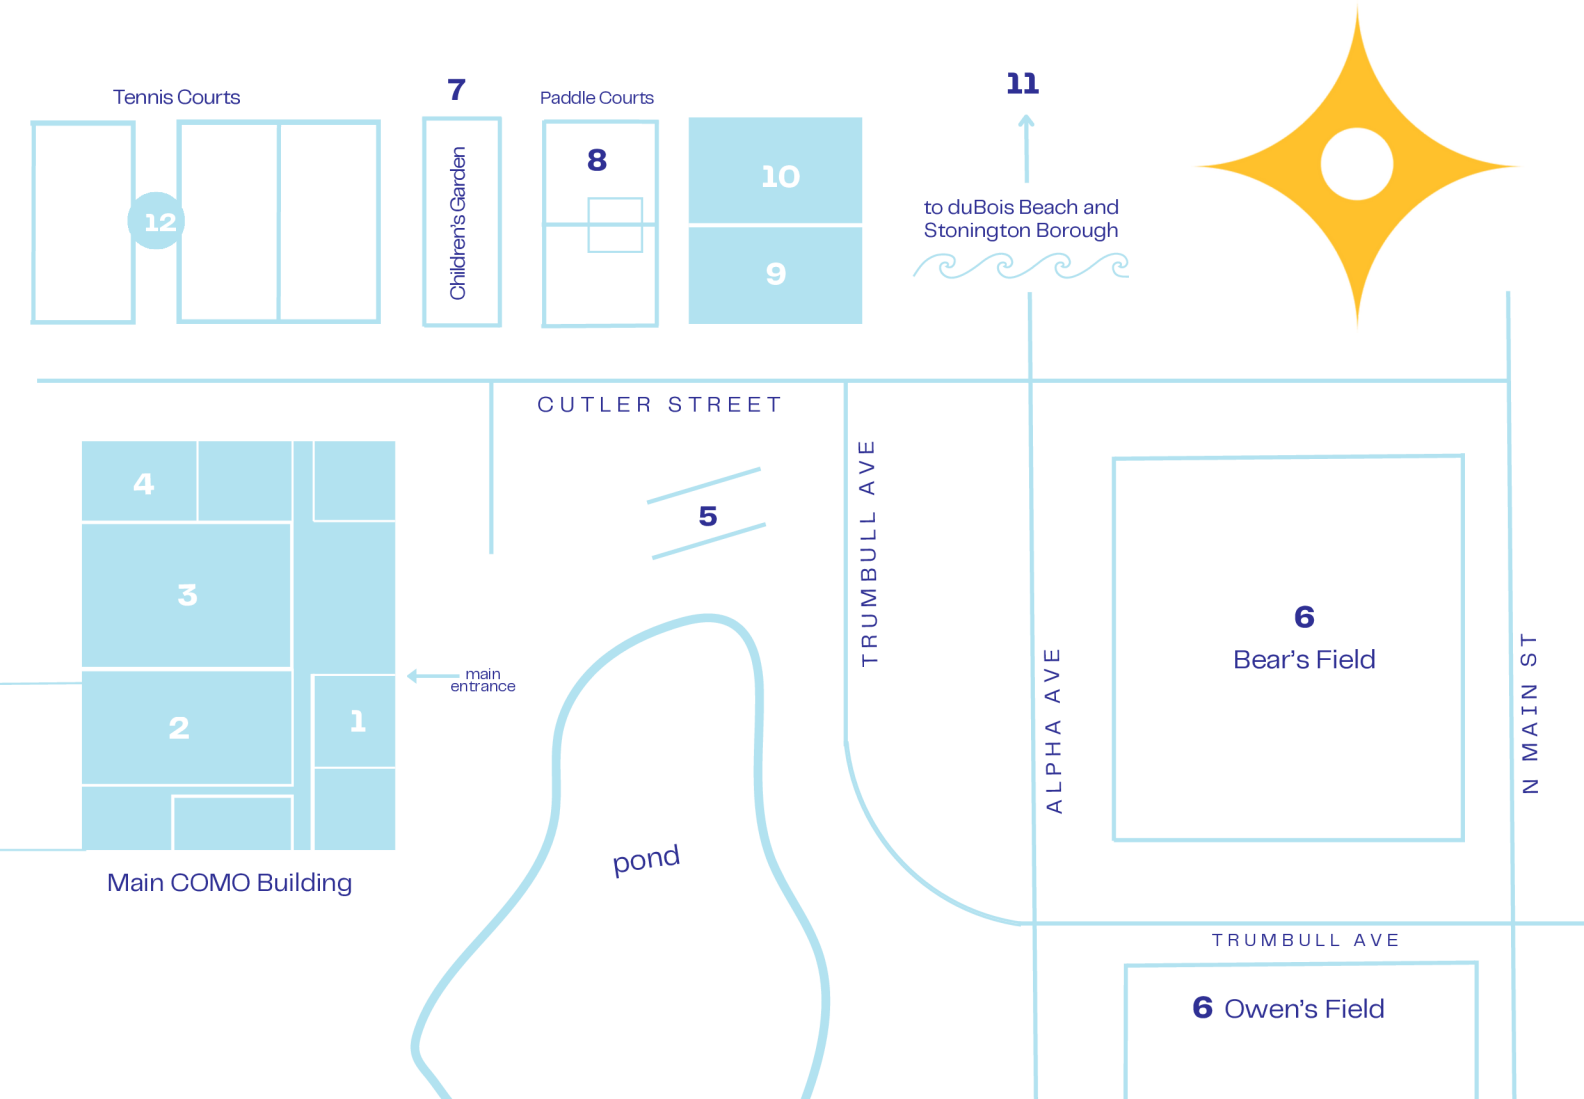 Tennis Courts
12
7
Children's Garden
Paddle Courts
8
10
9
11
to duBois Beach and
Stonington Borough
CUTLER STREET
4
3
2
1
main
entrance
Main COMO Building
5
pond
TRUMBULL AVE
ALPHA AVE
6
Bear's Field
N MAIN ST
TRUMBULL AVE
6 Owen's Field